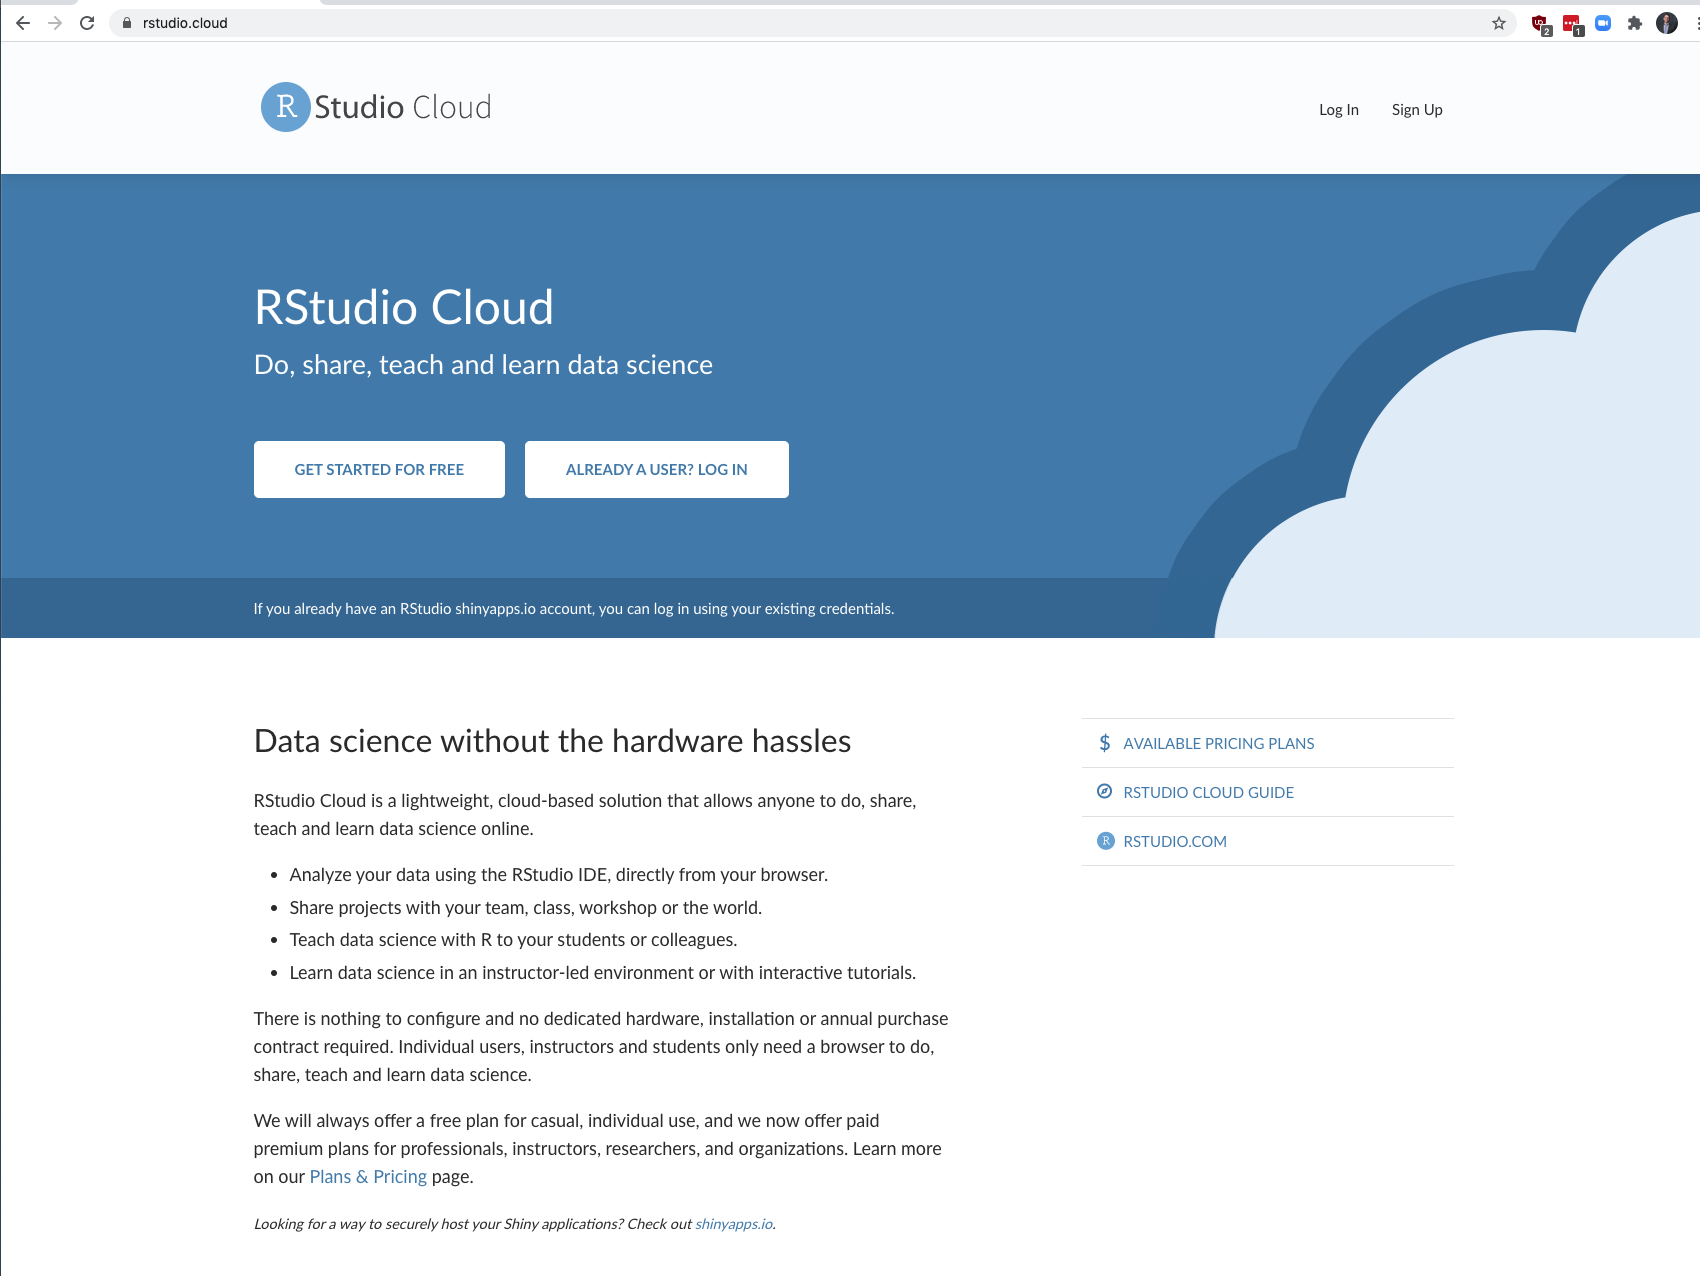 rstudio.cloud
2
1
R Studio Cloud
Log In
Sign Up
RStudio Cloud
Do, share, teach and learn data science
GET STARTED FOR FREE
ALREADY A USER? LOG IN
If you already have an RStudio shinyapps.io account, you can log in using your existing credentials.
Data science without the hardware hassles
RStudio Cloud is a lightweight, cloud-based solution that allows anyone to do, share,
teach and learn data science online.
• Analyze your data using the RStudio IDE, directly from your browser.
• Share projects with your team, class, workshop or the world.
• Teach data science with R to your students or colleagues.
• Learn data science in an instructor-led environment or with interactive tutorials.
There is nothing to configure and no dedicated hardware, installation or annual purchase
contract required. Individual users, instructors and students only need a browser to do,
share, teach and learn data science.
We will always offer a free plan for casual, individual use, and we now offer paid
premium plans for professionals, instructors, researchers, and organizations. Learn more
on our Plans & Pricing page.
Looking for a way to securely host your Shiny applications? Check out shinyapps.io.
$ AVAILABLE PRICING PLANS
RSTUDIO CLOUD GUIDE
R RSTUDIO.COM